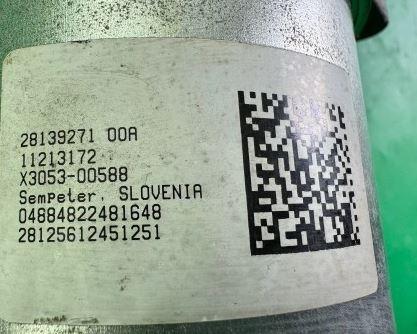 28139271 00A
11213172
X3053-00588
Sempeter, SLOVENIA
04884822481648
28125612451251